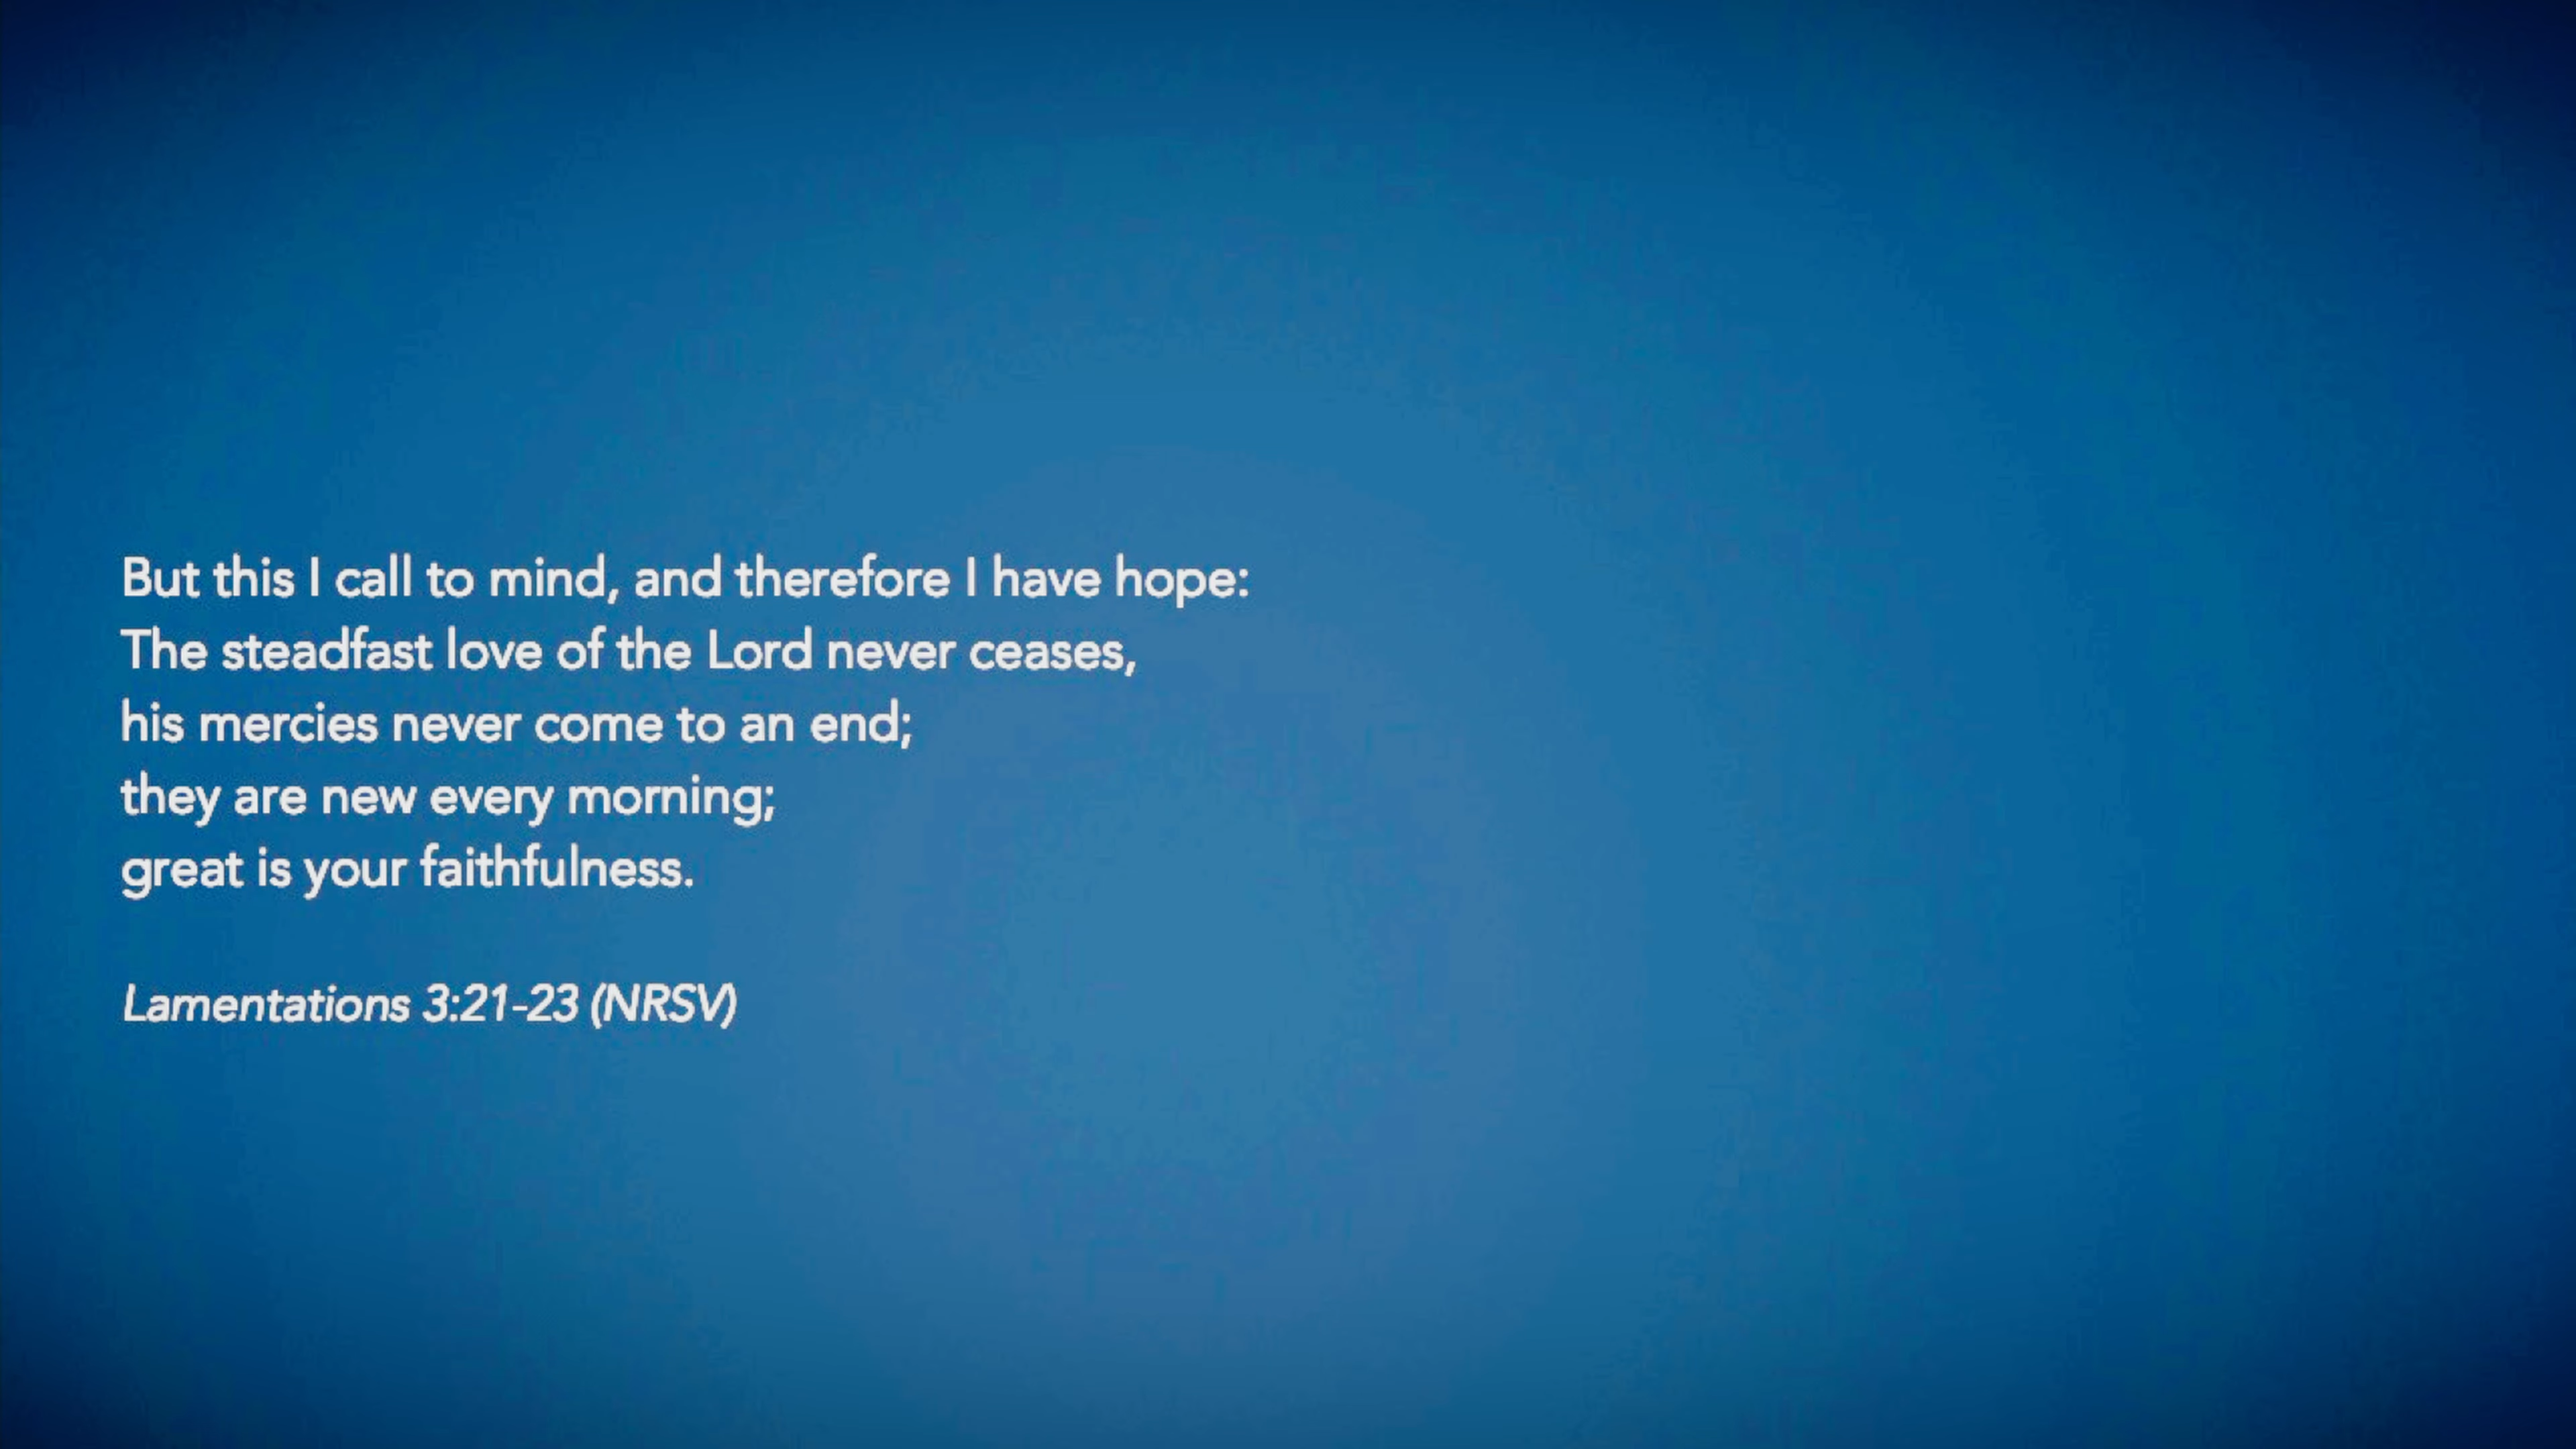 But this I call to mind, and therefore I have hope:
The steadfast love of the Lord never ceases,
his mercies never come to an end;
they are new every morning;
great is your faithfulness.
Lamentations 3:21-23 (NRSV)